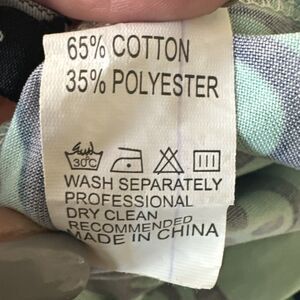 65% COTTON
35% POLYESTER
30°C
WASH SEPARATELY
PROFESSIONAL
DRY CLEAN
RECOMMENDED
MADE IN CHINA